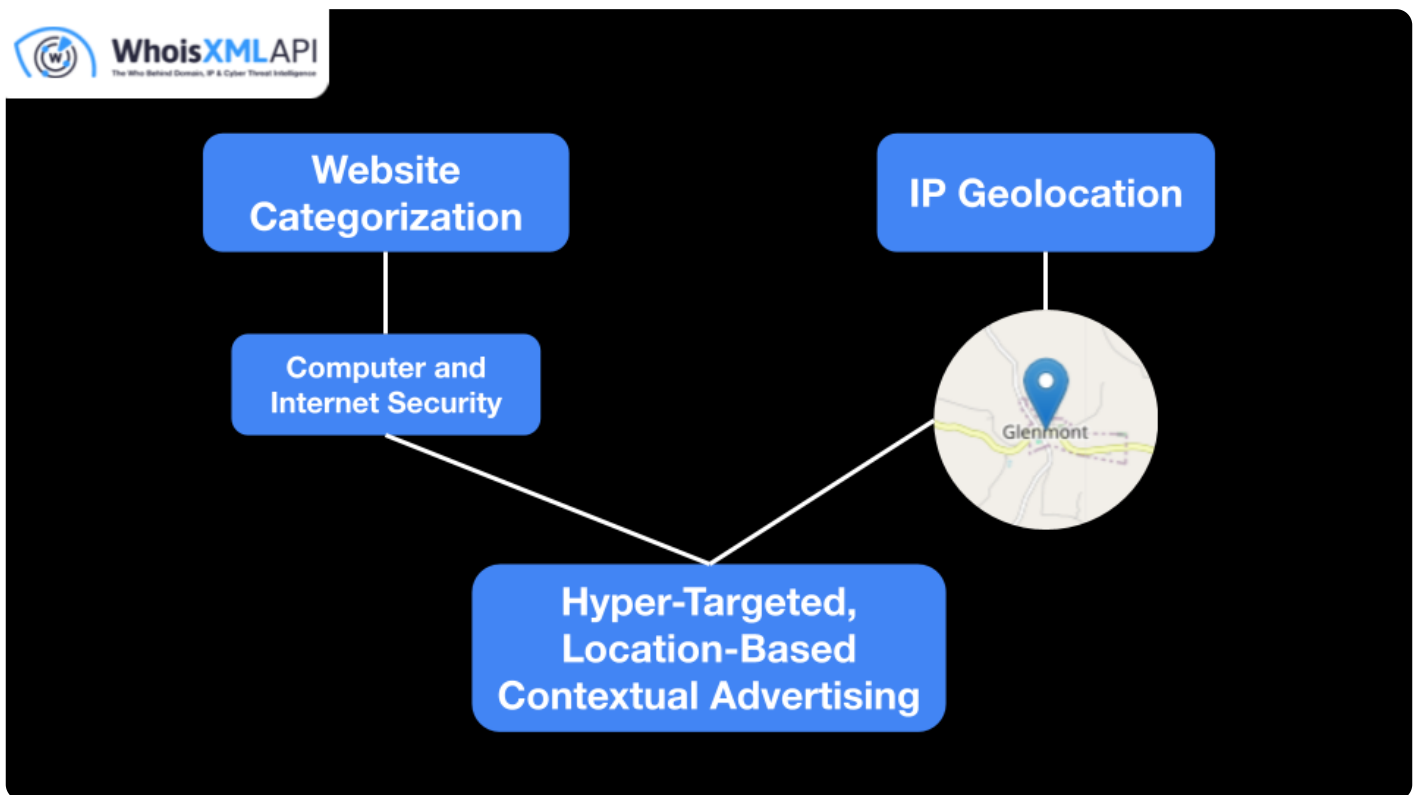 WhoisXMLAPI
The Who Behind Domain, IP & Cyber Threat Intelligence
Website
Categorization
IP Geolocation
Computer and
Internet Security
Glenmont
Hyper-Targeted,
Location-Based
Contextual Advertising